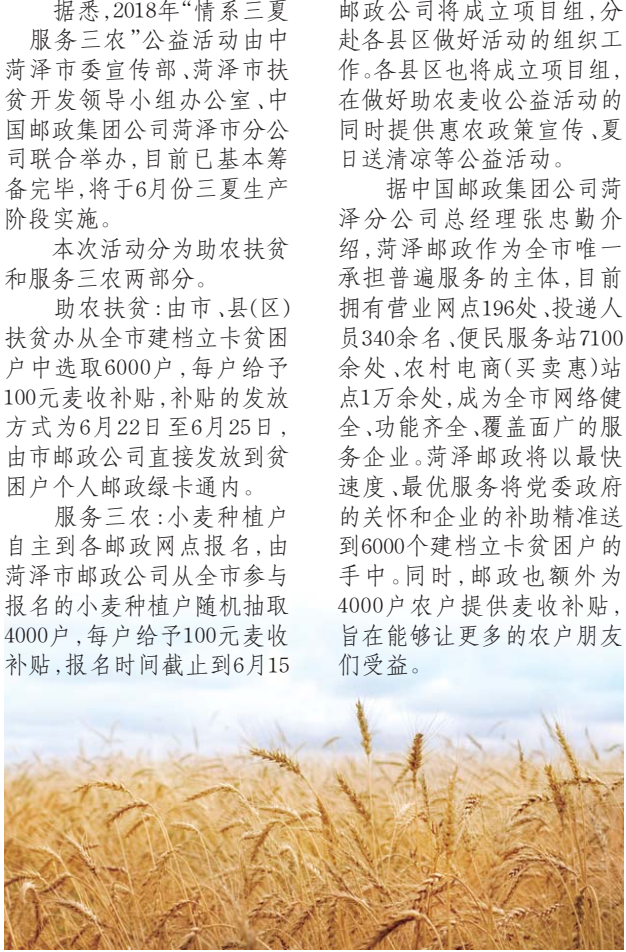 据悉,2018年“情系三夏
服务三农”公益活动由中
菏泽市委宣传部、菏泽市扶
贫开发领导小组办公室、中
国邮政集团公司菏泽市分公
司联合举办,目前已基本筹
备完毕,将于6月份三夏生产
阶段实施。
本次活动分为助农扶贫
和服务三农两部分。
助农扶贫:由市、县(区)
扶贫办从全市建档立卡贫困
户中选取6000户,每户给予
100元麦收补贴,补贴的发放
方式为6月22日至6月25日,
由市邮政公司直接发放到贫
困户个人邮政绿卡通内。
服务三农:小麦种植户
自主到各邮政网点报名,由
菏泽市邮政公司从全市参与
报名的小麦种植户随机抽取
4000户,每户给予100元麦收
补贴,报名时间截止到6月15
邮政公司将成立项目组,分
赴各县区做好活动的组织工
作。各县区也将成立项目组,
在做好助农麦收公益活动的
同时提供惠农政策宣传、夏
日送清凉等公益活动。
据中国邮政集团公司菏
泽分公司总经理张忠勤介
绍,菏泽邮政作为全市唯一
承担普遍服务的主体,目前
拥有营业网点196处、投递人
员340余名、便民服务站7100
余处、农村电商(买卖惠)站
点1万余处,成为全市网络健
全、功能齐全、覆盖面广的服
务企业。菏泽邮政将以最快
速度、最优服务将党委政府
的关怀和企业的补助精准送
到6000个建档立卡贫困户的
手中。同时,邮政也额外为
4000户农户提供麦收补贴,
旨在能够让更多的农户朋友
们受益。